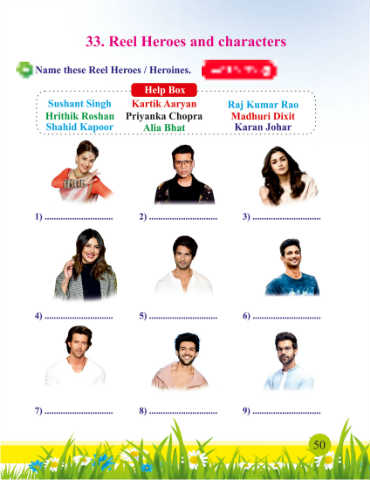 33. Reel Heroes and characters
Name these Reel Heroes / Heroines.
Help Box
Sushant Singh Kartik Aaryan Raj Kumar Rao
Hrithik Roshan Priyanka Chopra Madhuri Dixit
Shahid Kapoor Alia Bhat Karan Johar
1) ............................ 2) ............................ 3) ............................
4) ............................ 5) ............................ 6) ............................
7) ............................ 8) ............................ 9) ............................
50